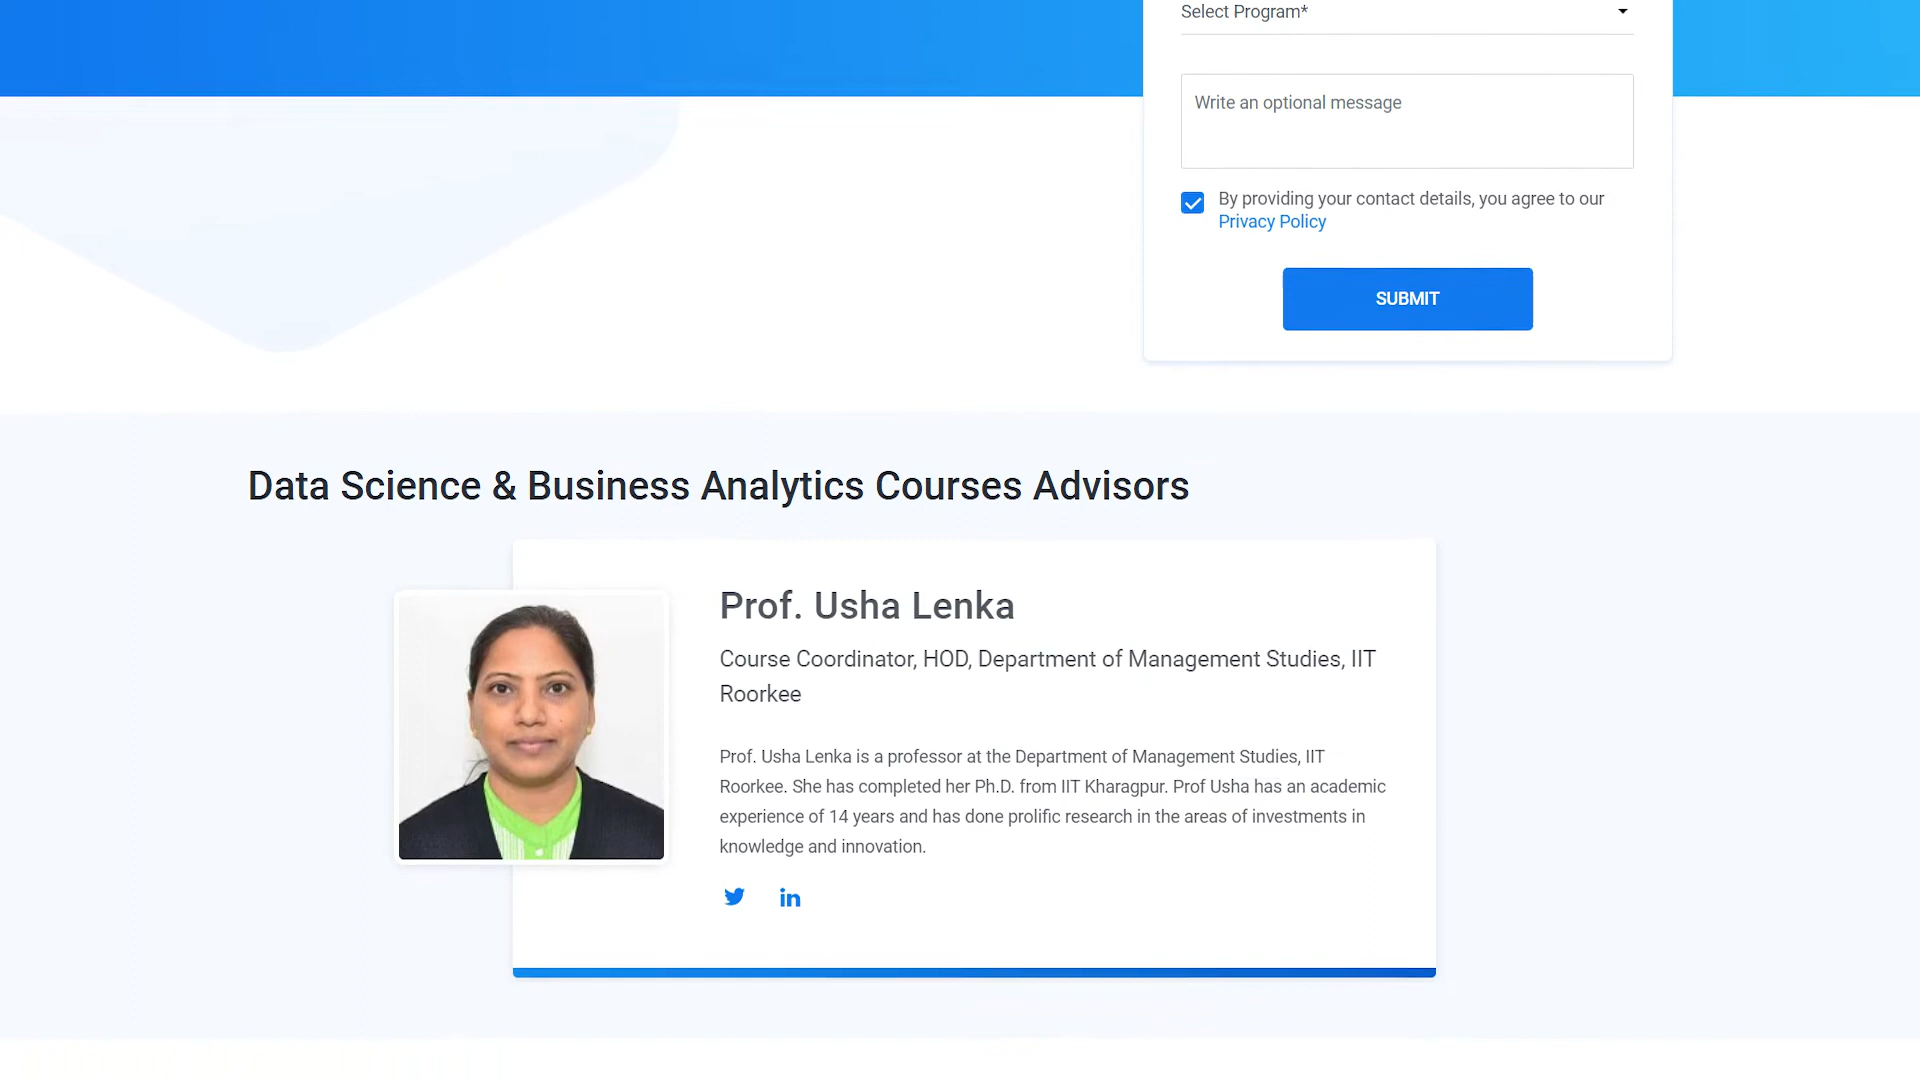 Select Program*
Write an optional message
By providing your contact details, you agree to our
Privacy Policy
SUBMIT
Data Science & Business Analytics Courses Advisors
Prof. Usha Lenka
Course Coordinator, HOD, Department of Management Studies, IIT
Roorkee
Prof. Usha Lenka is a professor at the Department of Management Studies, IIT
Roorkee. She has completed her Ph.D. from IIT Kharagpur. Prof Usha has an academic
experience of 14 years and has done prolific research in the areas of investments in
knowledge and innovation.